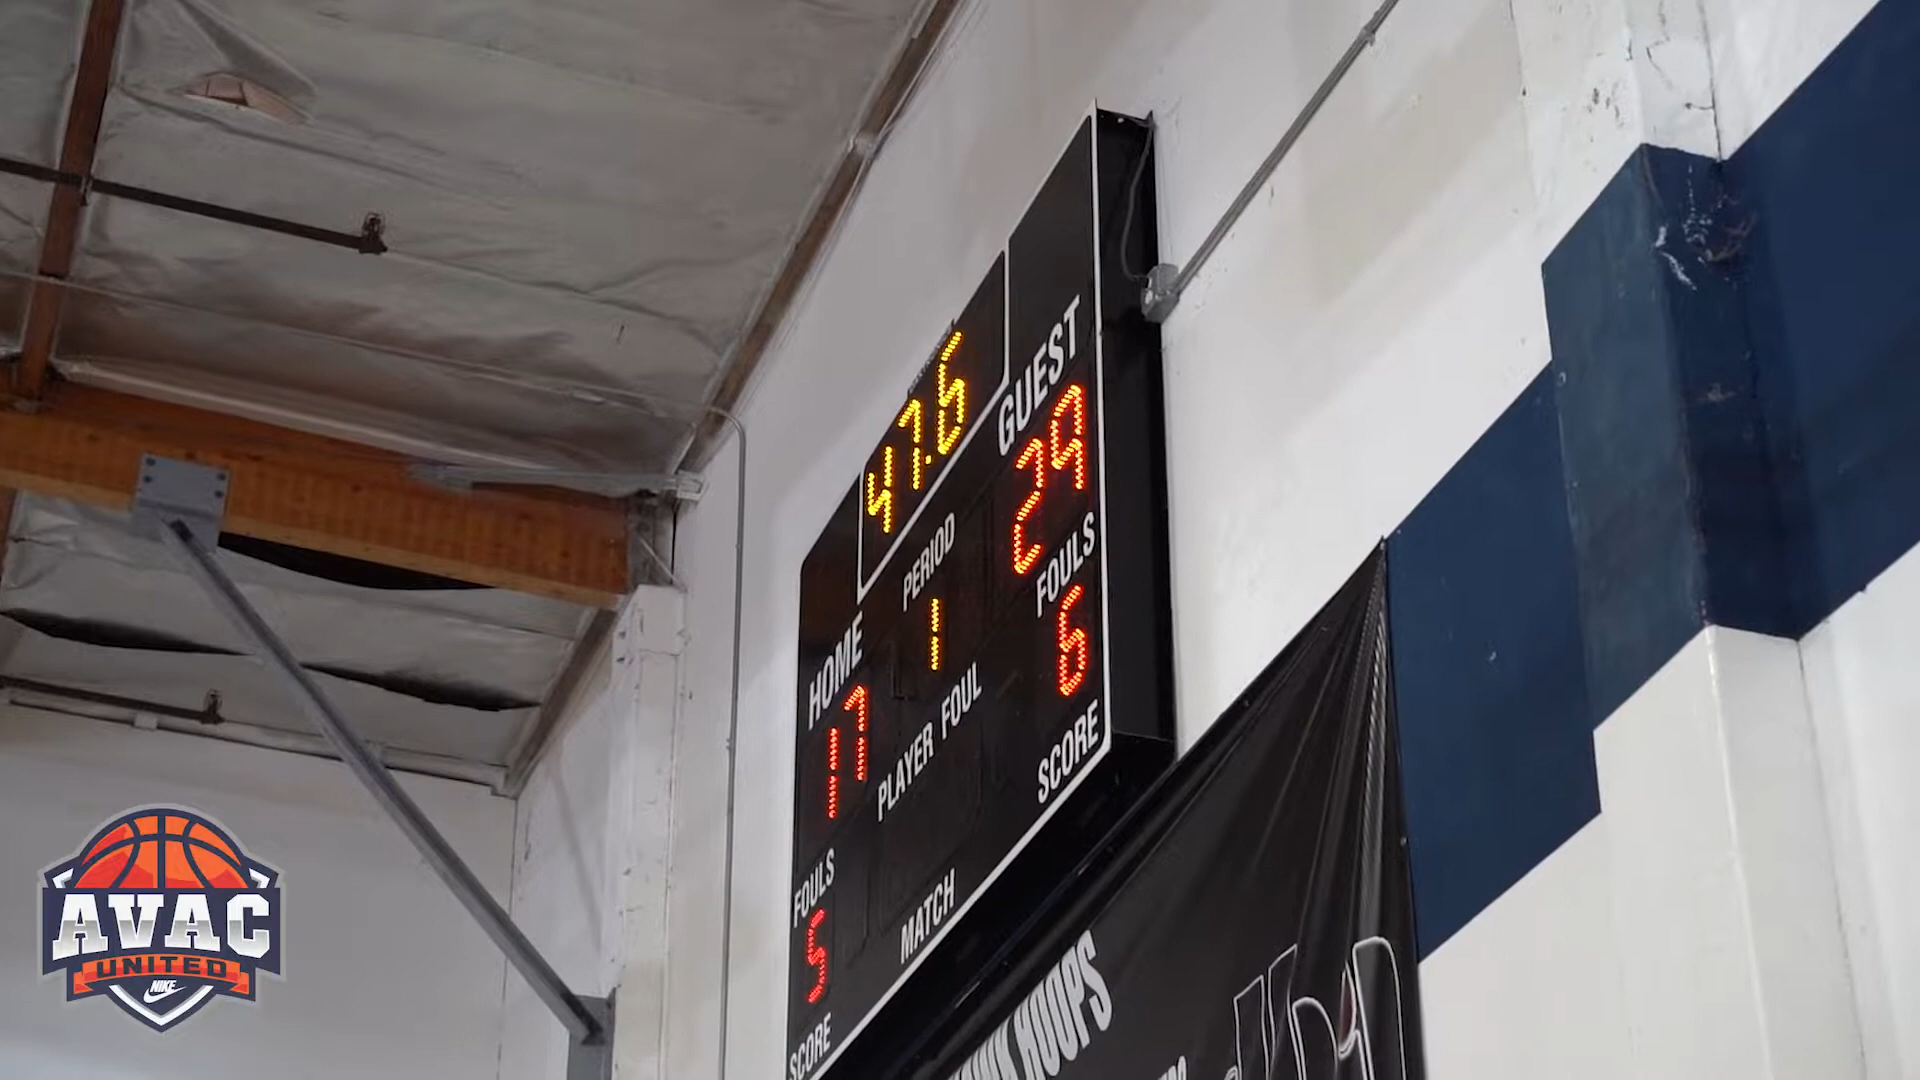 47.6
GUEST
29
PERIOD
1
FOULS
6
HOME
17
PLAYER FOUL
SCORE
FOULS
5
MATCH
SCORE
HOOPS
AVAC
UNITED
NIKE